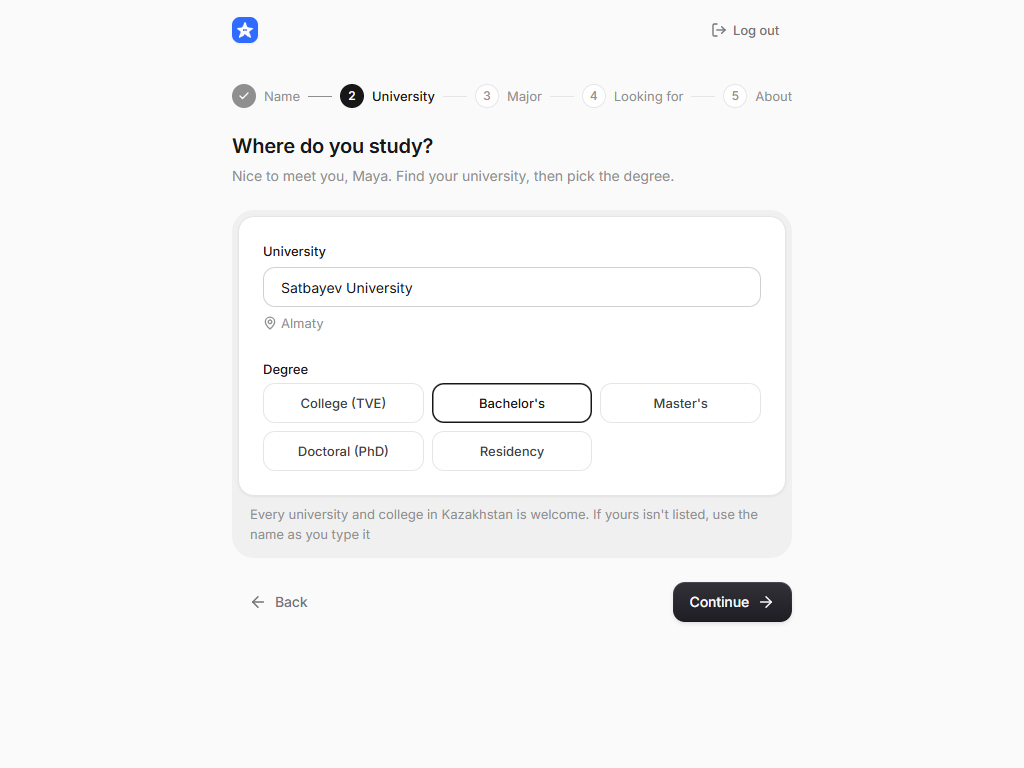 Log out
Name
2 University
3 Major
4 Looking for
5 About
Where do you study?
Nice to meet you, Maya. Find your university, then pick the degree.
University
Satbayev University
Almaty
Degree
College (TVE)
Bachelor's
Master's
Doctoral (PhD)
Residency
Every university and college in Kazakhstan is welcome. If yours isn't listed, use the
name as you type it
Back
Continue